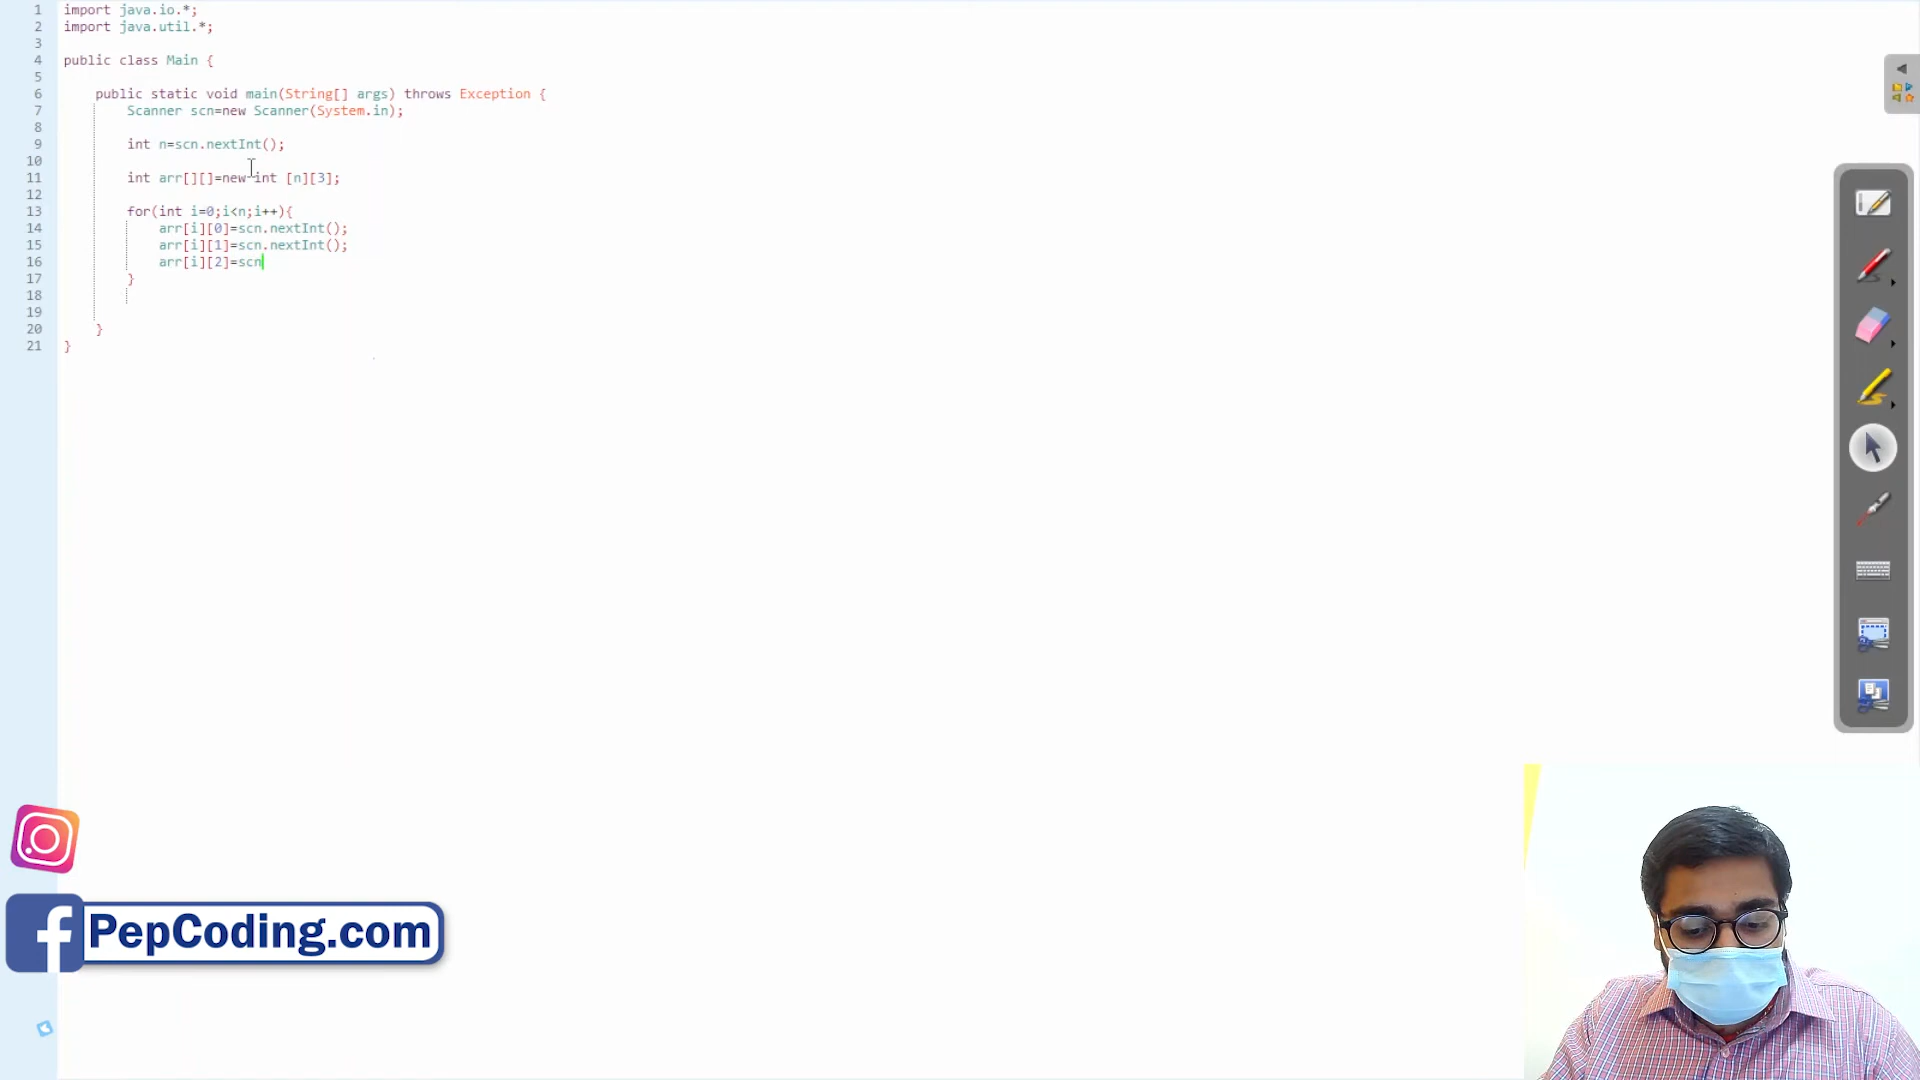 1 import java.io.*;
2 import java.util.*;
3
4 public class Main {
5
6 public static void main(String[] args) throws Exception {
7 Scanner scn=new Scanner(System.in);
8
9 int n=scn.nextInt();
10
11 int arr[][]=new int [n][3];
12
13 for(int i=0;i<n;i++){
14 arr[i][0]=scn.nextInt();
15 arr[i][1]=scn.nextInt();
16 arr[i][2]=scn
17 }
18
19
20 }
21 }
PepCoding.com